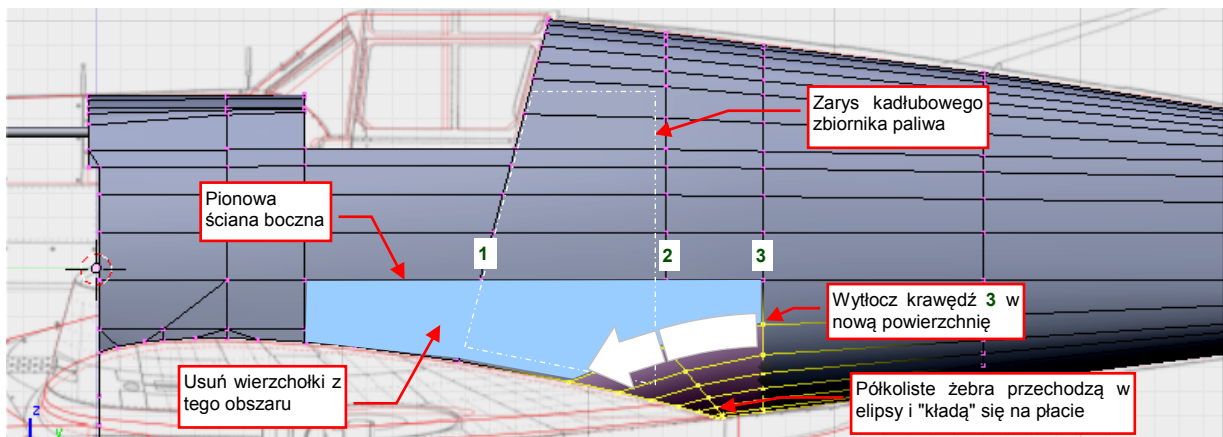 Zarys kadłubowego
zbiornika paliwa
Pionowa
ściana boczna
1
2
3
Wytłocz krawędź 3 w
nową powierzchnię
Usuń wierzchołki z
tego obszaru
Półkoliste żebra przechodzą w
elipsy i "kładą" się na płacie
z
y